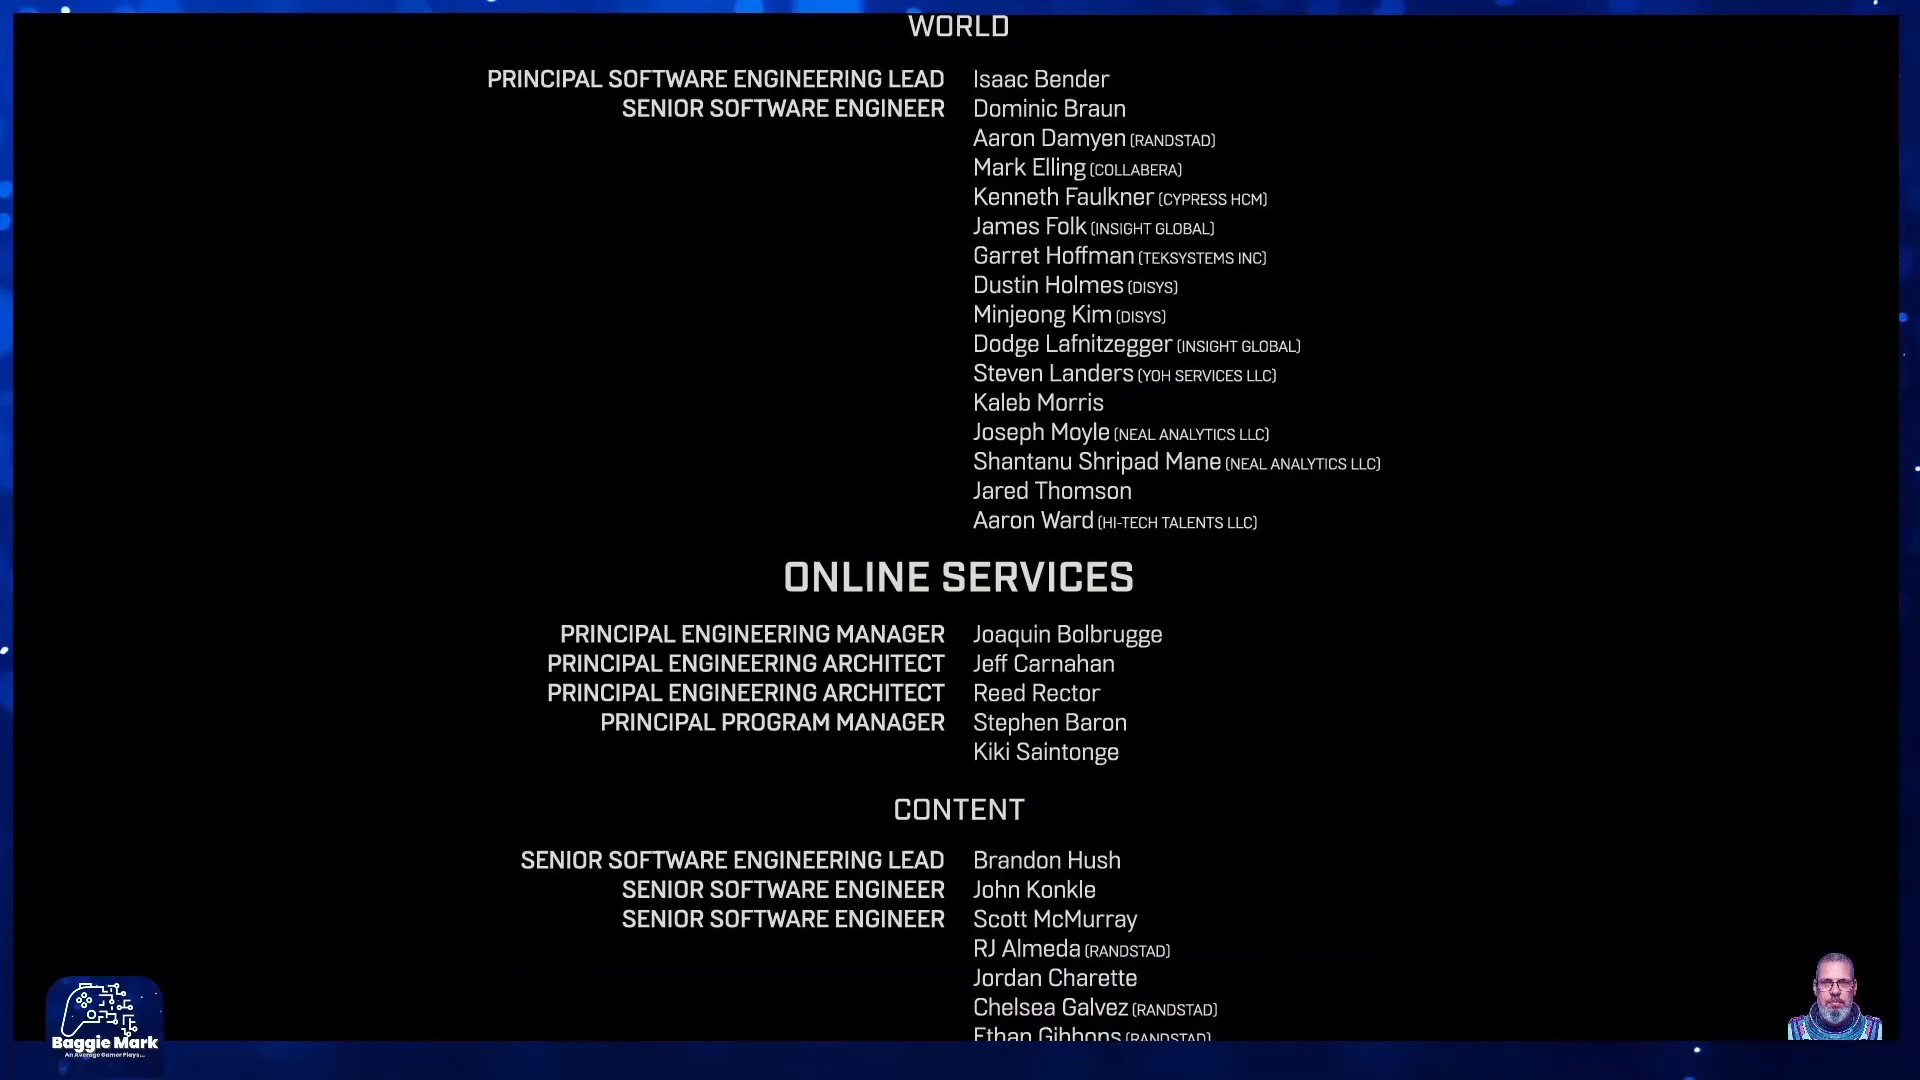 WORLD
PRINCIPAL SOFTWARE ENGINEERING LEAD Isaac Bender
SENIOR SOFTWARE ENGINEER Dominic Braun
Aaron Damyen (RANDSTAD)
Mark Elling (COLLABERA)
Kenneth Faulkner (CYPRESS HCM)
James Folk (INSIGHT GLOBAL)
Garret Hoffman (TEKSYSTEMS INC)
Dustin Holmes (DISYS)
Minjeong Kim (DISYS)
Dodge Lafnitzegger (INSIGHT GLOBAL)
Steven Landers (YOH SERVICES LLC)
Kaleb Morris
Joseph Moyle (NEAL ANALYTICS LLC)
Shantanu Shripad Mane (NEAL ANALYTICS LLC)
Jared Thomson
Aaron Ward (HI-TECH TALENTS LLC)
ONLINE SERVICES
PRINCIPAL ENGINEERING MANAGER Joaquin Bolbrugge
PRINCIPAL ENGINEERING ARCHITECT Jeff Carnahan
PRINCIPAL ENGINEERING ARCHITECT Reed Rector
PRINCIPAL PROGRAM MANAGER Stephen Baron
Kiki Saintonge
CONTENT
SENIOR SOFTWARE ENGINEERING LEAD Brandon Hush
SENIOR SOFTWARE ENGINEER John Konkle
SENIOR SOFTWARE ENGINEER Scott McMurray
RJ Almeda (RANDSTAD)
Jordan Charette
Chelsea Galvez (RANDSTAD)
Ethan Gibbons (RANDSTAD)
Baggie Mark
An Average Gamer Plays...